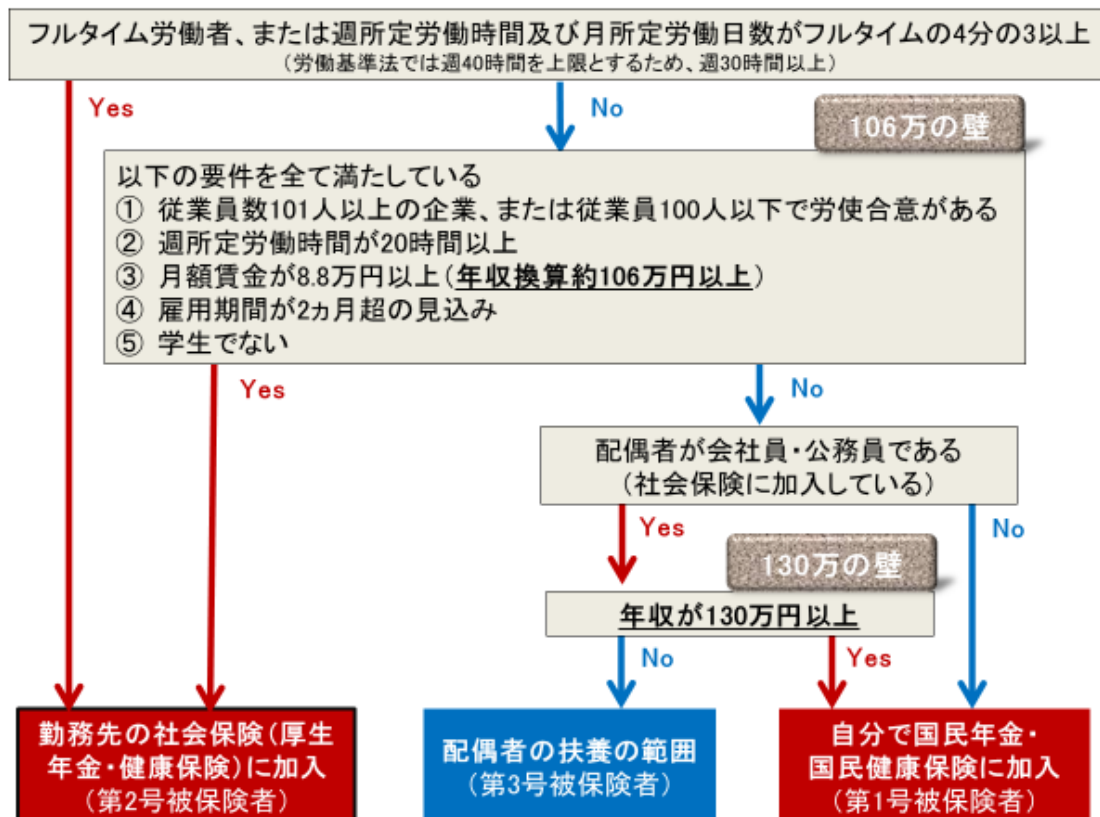 フルタイム労働者、または週所定労働時間及び月所定労働日数がフルタイムの4分の3以上
（労働基準法では週40時間を上限とするため、週30時間以上）
Yes
No
106万の壁
以下の要件を全て満たしている
① 従業員数101人以上の企業、または従業員100人以下で労使合意がある
② 週所定労働時間が20時間以上
③ 月額賃金が8.8万円以上（年収換算約106万円以上）
④ 雇用期間が2ヵ月超の見込み
⑤ 学生でない
Yes
No
配偶者が会社員・公務員である
（社会保険に加入している）
Yes
No
130万の壁
年収が130万円以上
No
Yes
勤務先の社会保険（厚生
年金・健康保険）に加入
（第2号被保険者）
配偶者の扶養の範囲
（第3号被保険者）
自分で国民年金・
国民健康保険に加入
（第1号被保険者）